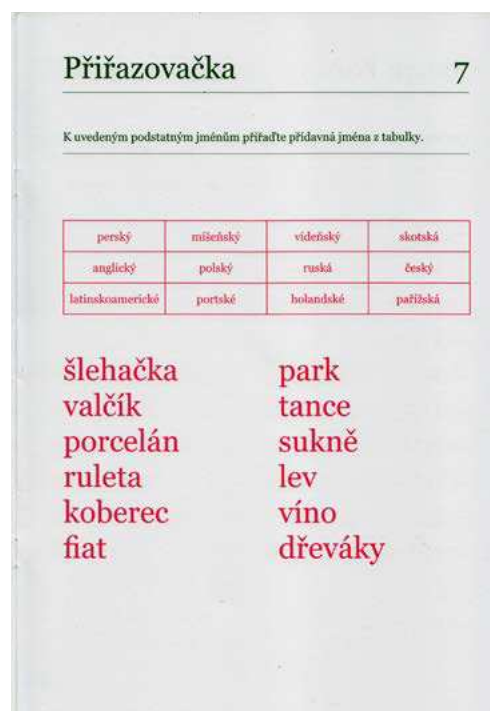 Přiřazovačka 7
K uvedeným podstatným jménům přiřaďte přídavná jména z tabulky.
perský míšeňský vídeňský skotská
anglický polský ruská český
latinskoamerické portské holandské pařížská
šlehačka park
valčík tance
porcelán sukně
ruleta lev
koberec víno
fiat dřeváky